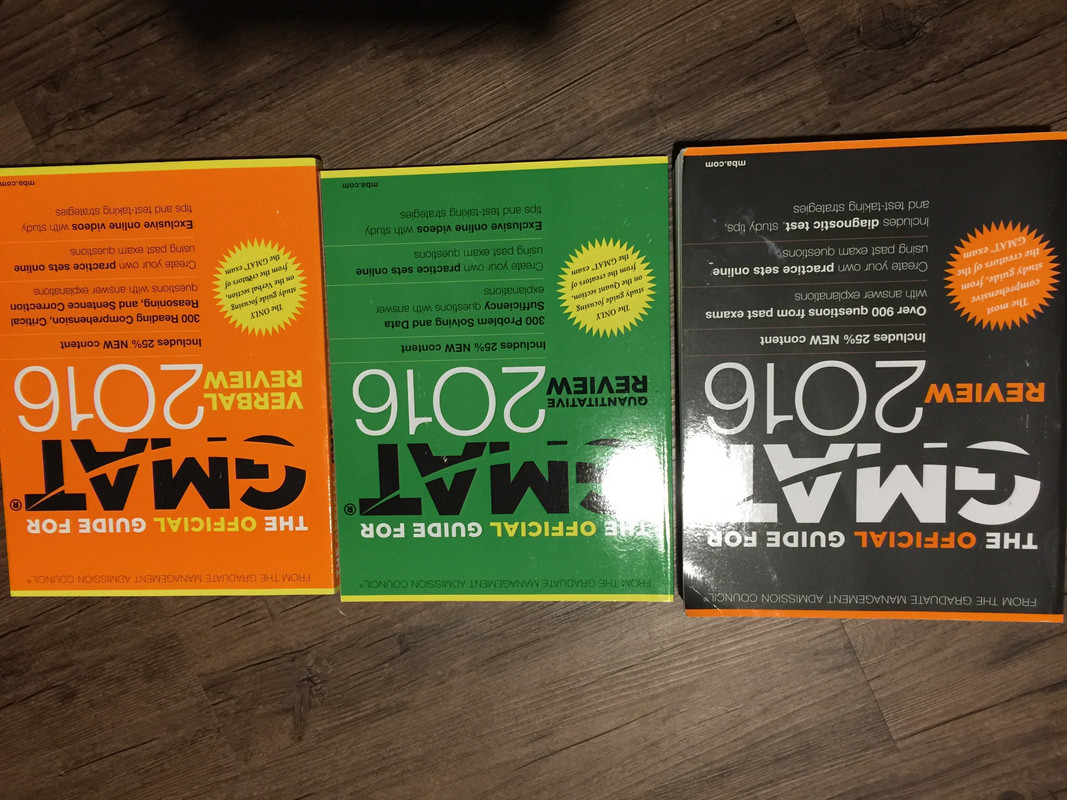 FROM THE GRADUATE MANAGEMENT ADMISSION COUNCIL®
THE OFFICIAL GUIDE FOR
GMAT
REVIEW 2016
Includes 25% NEW content
Over 900 questions from past exams
with answer explanations
Create your own practice sets online
using past exam questions
Includes diagnostic test, study tips,
and test-taking strategies
The most
comprehensive
study guide, from
the creators of the
GMAT exam
mba.com
FROM THE GRADUATE MANAGEMENT ADMISSION COUNCIL®
THE OFFICIAL GUIDE FOR
GMAT®
QUANTITATIVE
REVIEW 2016
Includes 25% NEW content
300 Problem Solving and Data
Sufficiency questions with answer
explanations
Create your own practice sets online
using past exam questions
Exclusive online videos with study
tips and test-taking strategies
The ONLY
study guide focusing
on the Quant section,
from the creators of
the GMAT exam
mba.com
FROM THE GRADUATE MANAGEMENT ADMISSION COUNCIL®
THE OFFICIAL GUIDE FOR
GMAT®
VERBAL
REVIEW 2016
Includes 25% NEW content
300 Reading Comprehension, Critical
Reasoning, and Sentence Correction
questions with answer explanations
Create your own practice sets online
using past exam questions
Exclusive online videos with study
tips and test-taking strategies
The ONLY
study guide focusing
on the Verbal section,
from the creators of
the GMAT exam
mba.com